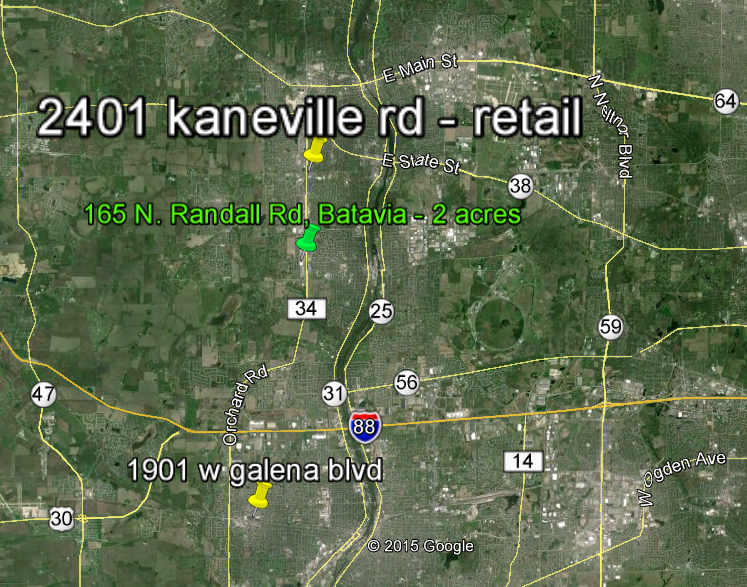 E Main St
64
2401 kaneville rd - retail
N Neltnor Blvd
E State St
38
165 N. Randall Rd, Batavia - 2 acres
34
25
59
Orchard Rd
47
31
56
88
1901 w galena blvd
14
W Ogden Ave
30
© 2015 Google